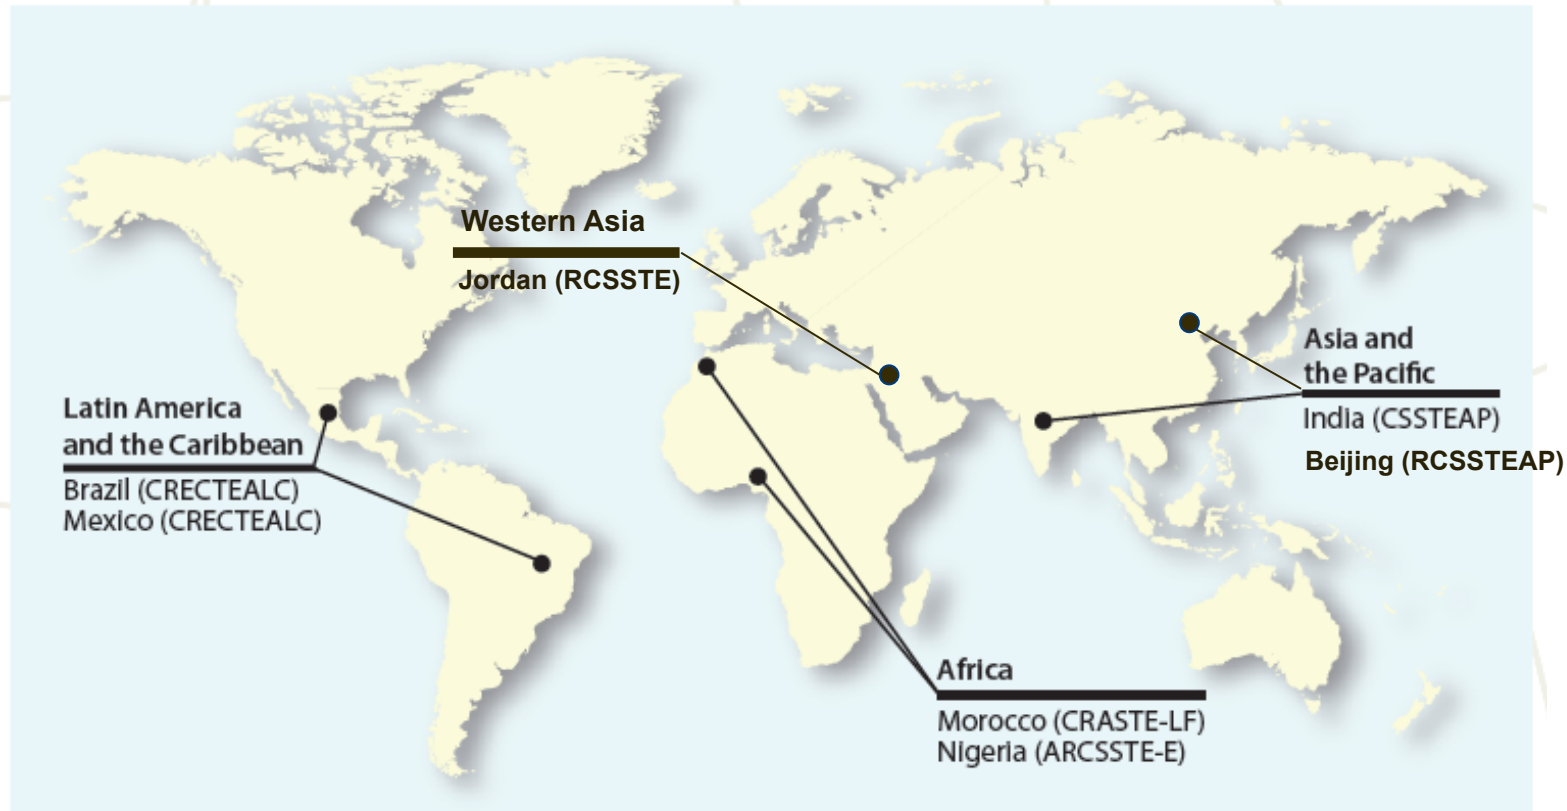 Western Asia
Jordan (RCSSTE)
Asia and
the Pacific
India (CSSTEAP)
Beijing (RCSSTEAP)
Latin America
and the Caribbean
Brazil (CRECTEALC)
Mexico (CRECTEALC)
Africa
Morocco (CRASTE-LF)
Nigeria (ARCSSTE-E)